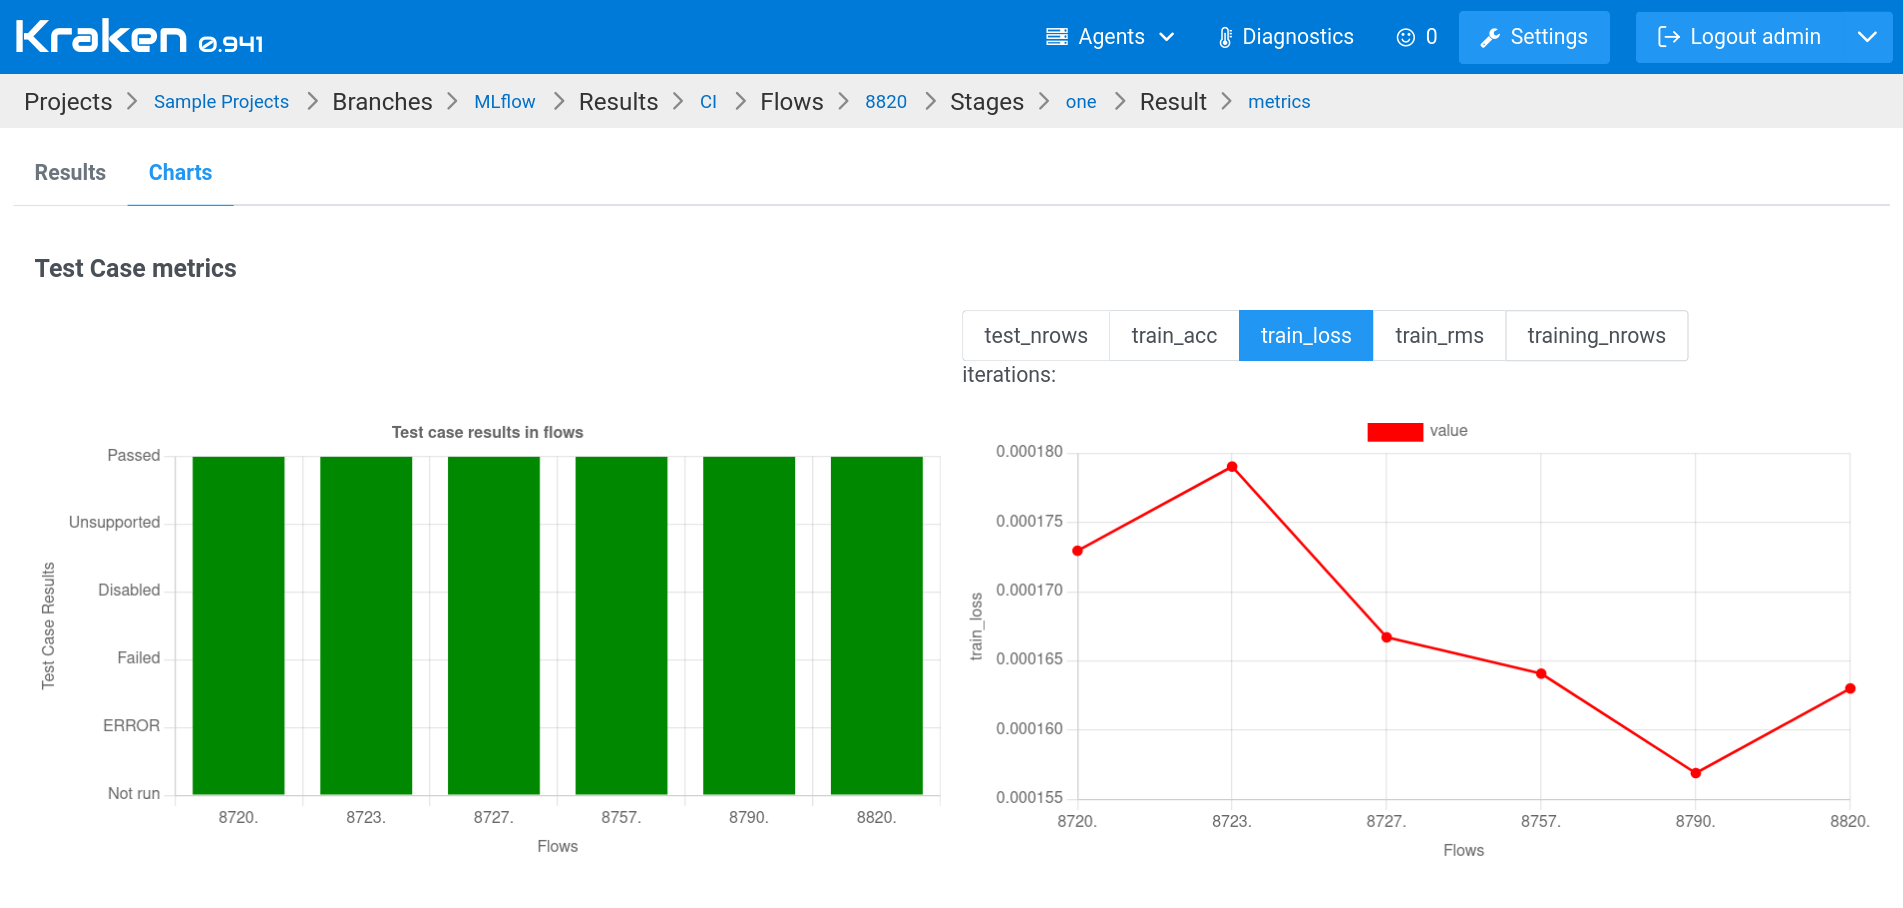 Kraken 0.941
Agents Diagnostics 0 Settings Logout admin
Projects Sample Projects Branches MLflow Results CI Flows 8820 Stages one Result metrics
Results Charts
Test Case metrics
test_nrows train_acc train_loss train_rms training_nrows
iterations:
Test case results in flows
Passed
Unsupported
Disabled
Failed
ERROR
Not run
Test Case Results
8720. 8723. 8727. 8757. 8790. 8820.
Flows
value
0.000180
0.000175
0.000170
0.000165
0.000160
0.000155
train_loss
8720. 8723. 8727. 8757. 8790. 8820.
Flows